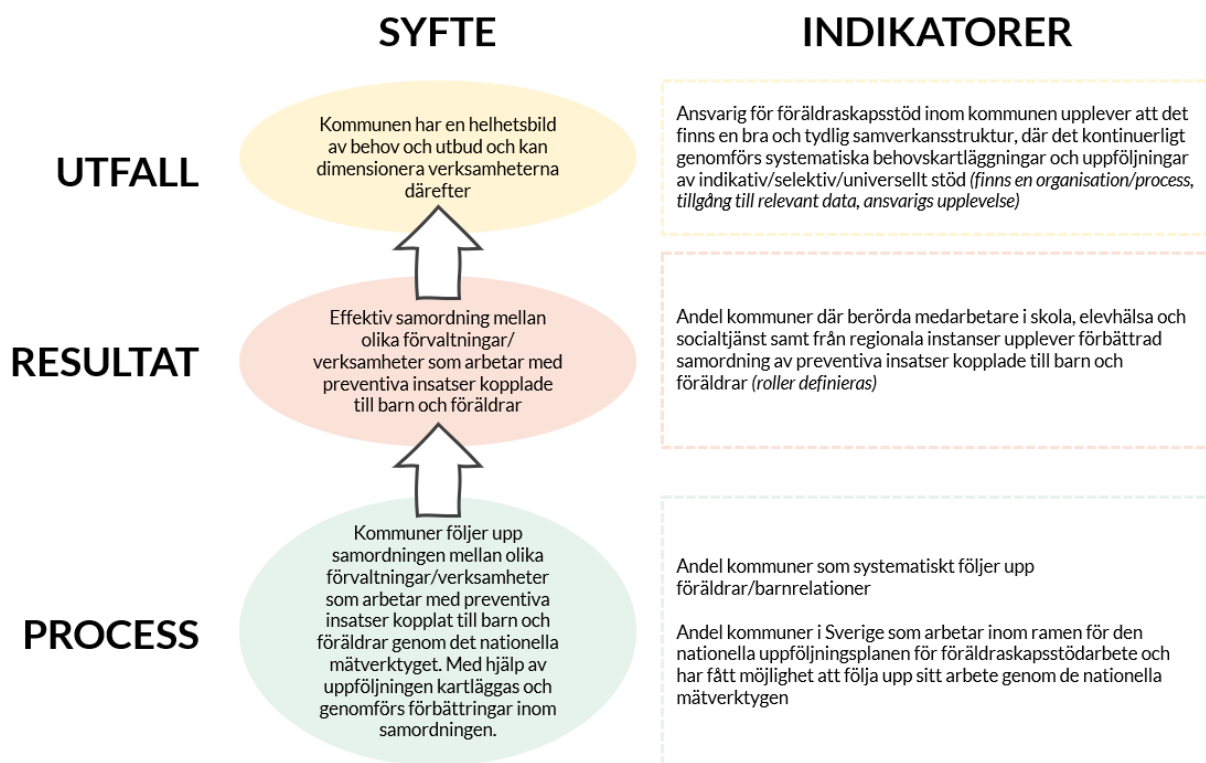 SYFTE
INDIKATORER
UTFALL
Kommunen har en helhetsbild
av behov och utbud och kan
dimensionera verksamheterna
därefter
Ansvarig för föräldraskapsstöd inom kommunen upplever att det
finns en bra och tydlig samverkansstruktur, där det kontinuerligt
genomförs systematiska behovskartläggningar och uppföljningar
av indikativ/selektiv/universellt stöd (finns en organisation/process,
tillgång till relevant data, ansvarigs upplevelse)
RESULTAT
Effektiv samordning mellan
olika förvaltningar/
verksamheter som arbetar med
preventiva insatser kopplade
till barn och föräldrar
Andel kommuner där berörda medarbetare i skola, elevhälsa och
socialtjänst samt från regionala instanser upplever förbättrad
samordning av preventiva insatser kopplade till barn och
föräldrar (roller definieras)
PROCESS
Kommuner följer upp
samordningen mellan olika
förvaltningar/verksamheter
som arbetar med preventiva
insatser kopplat till barn och
föräldrar genom det nationella
mätverktyget. Med hjälp av
uppföljningen kartläggas och
genomförs förbättringar inom
samordningen.
Andel kommuner som systematiskt följer upp
föräldrar/barnrelationer
Andel kommuner i Sverige som arbetar inom ramen för den
nationella uppföljningsplanen för föräldraskapsstödarbete och
har fått möjlighet att följa upp sitt arbete genom de nationella
mätverktygen